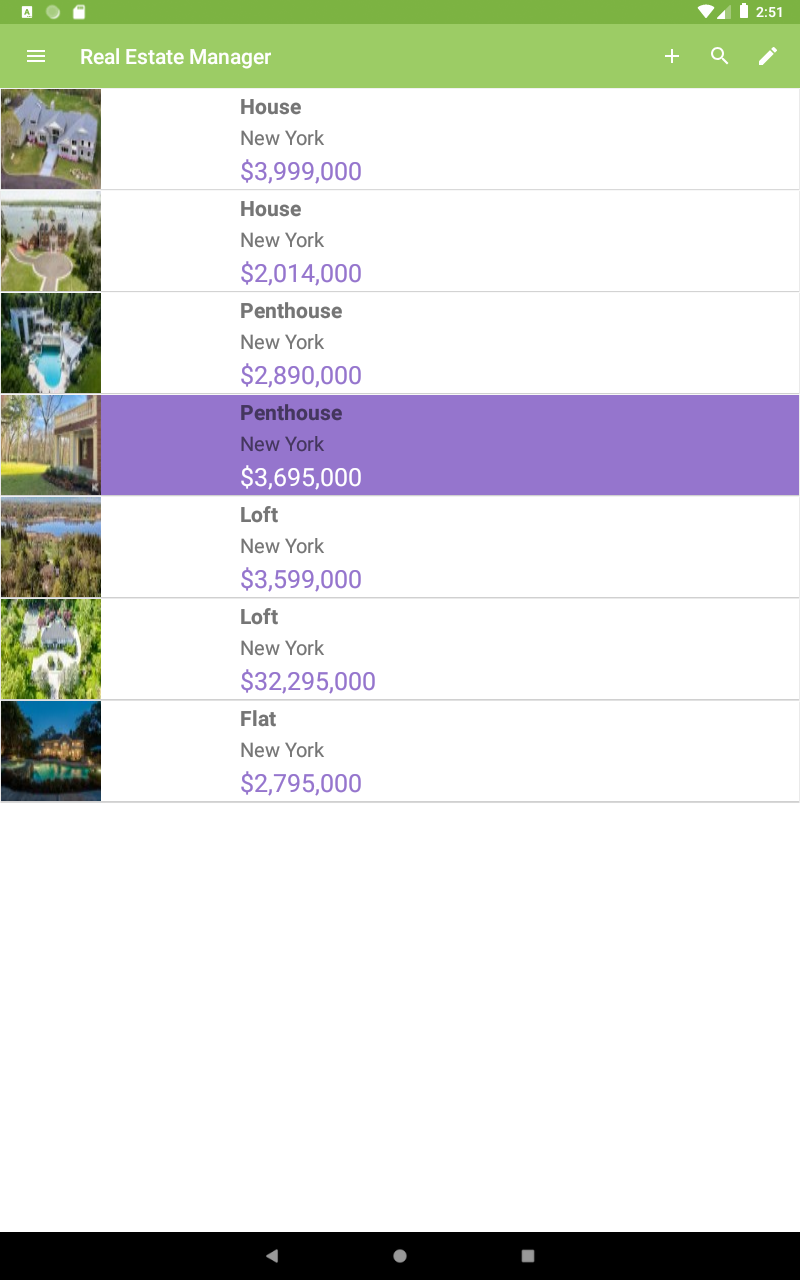 2:51
Real Estate Manager
House
New York
$3,999,000
House
New York
$2,014,000
Penthouse
New York
$2,890,000
Penthouse
New York
$3,695,000
Loft
New York
$3,599,000
Loft
New York
$32,295,000
Flat
New York
$2,795,000